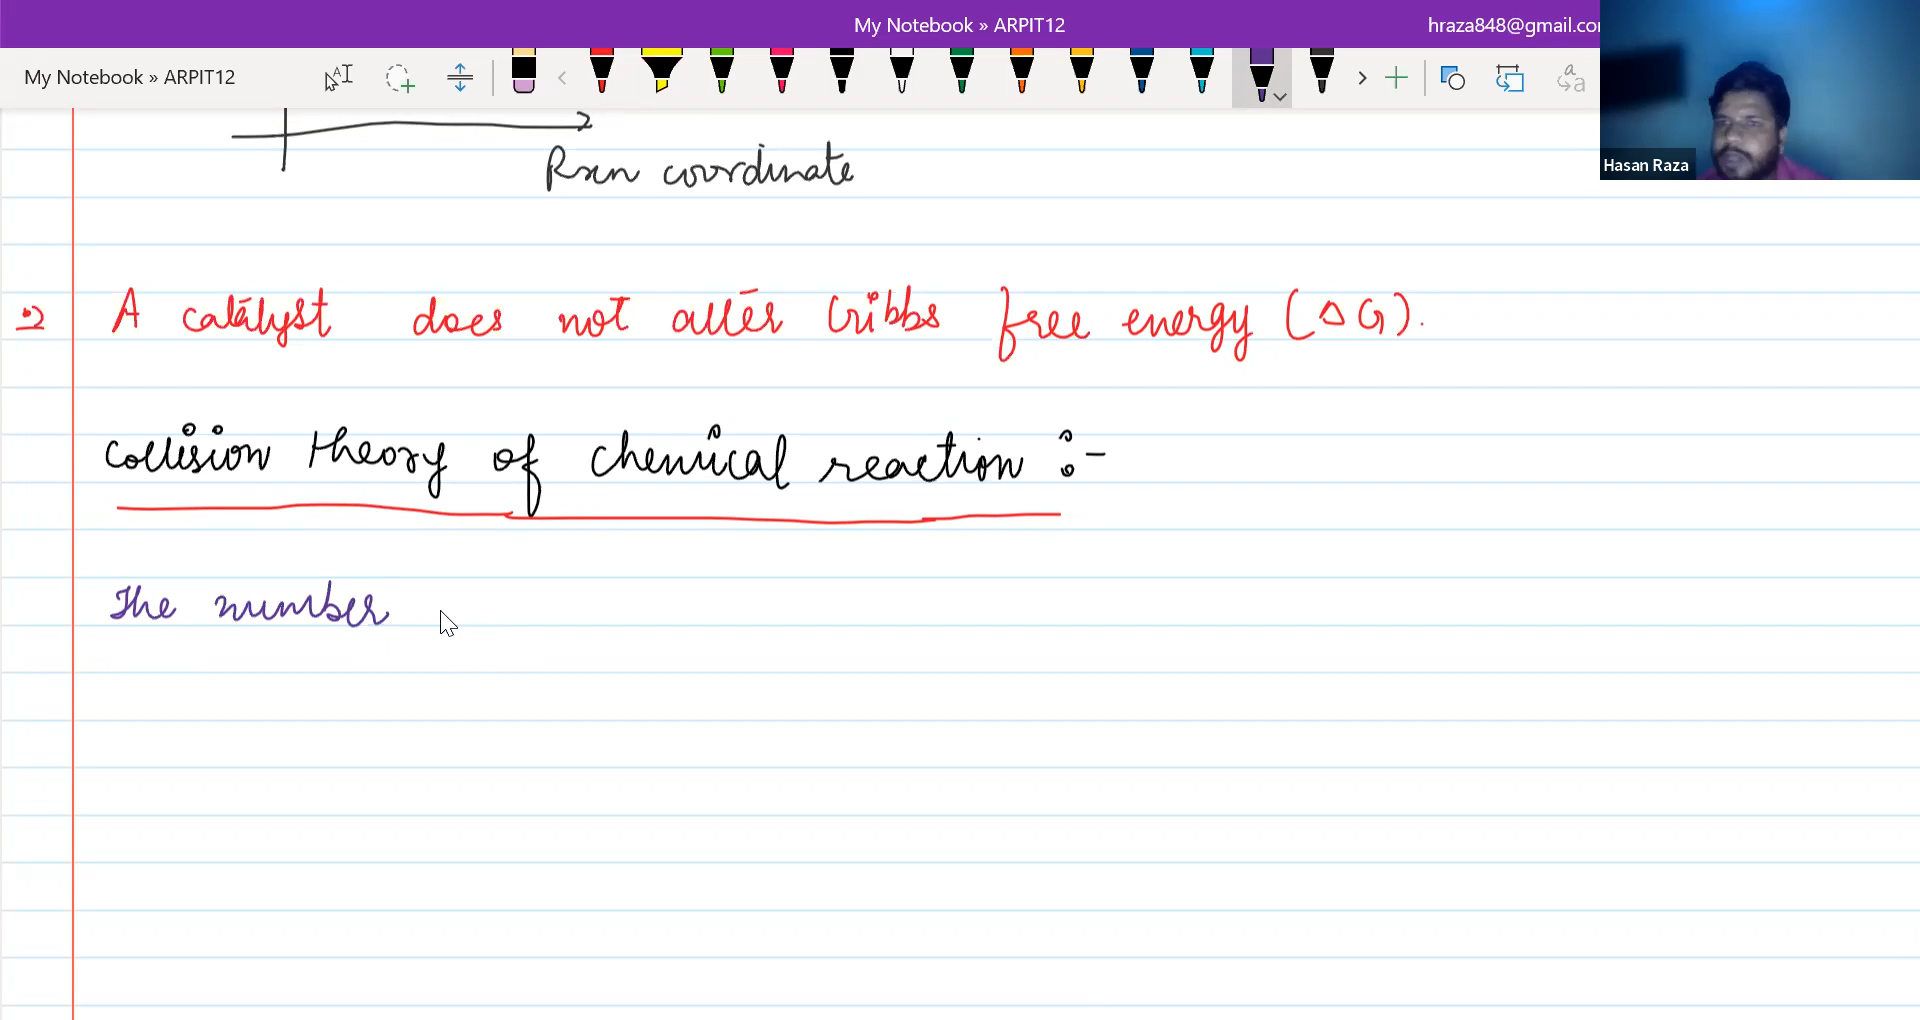 My Notebook » ARPIT12
hraza848@gmail.co
My Notebook » ARPIT12
Hasan Raza
Rxn coordinate
A catalyst does not alter Gribbs free energy (ΔG).
Collision theory of chemical reaction :-
The number